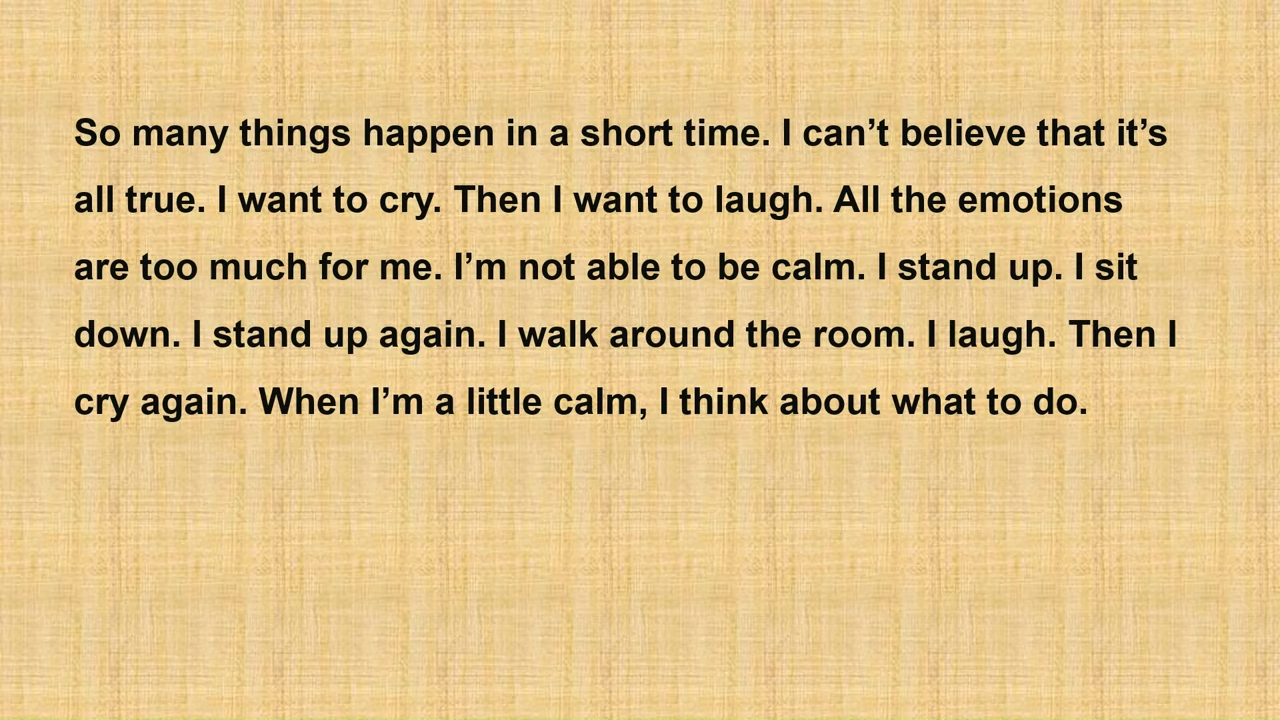 So many things happen in a short time. I can’t believe that it’s
all true. I want to cry. Then I want to laugh. All the emotions
are too much for me. I’m not able to be calm. I stand up. I sit
down. I stand up again. I walk around the room. I laugh. Then I
cry again. When I’m a little calm, I think about what to do.